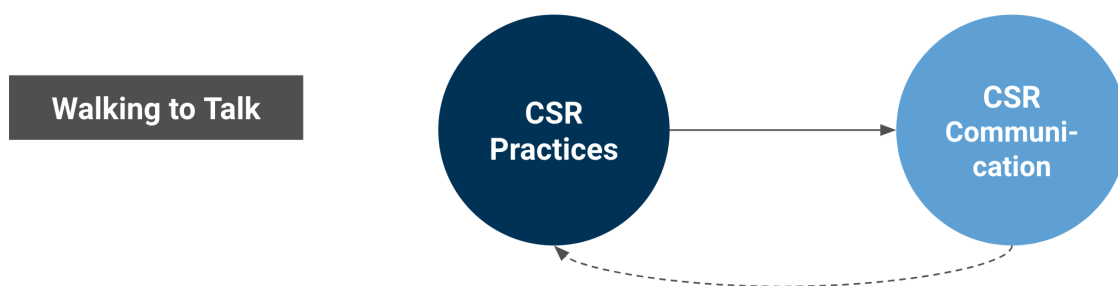 Walking to Talk
CSR
Practices
CSR
Communi-
cation